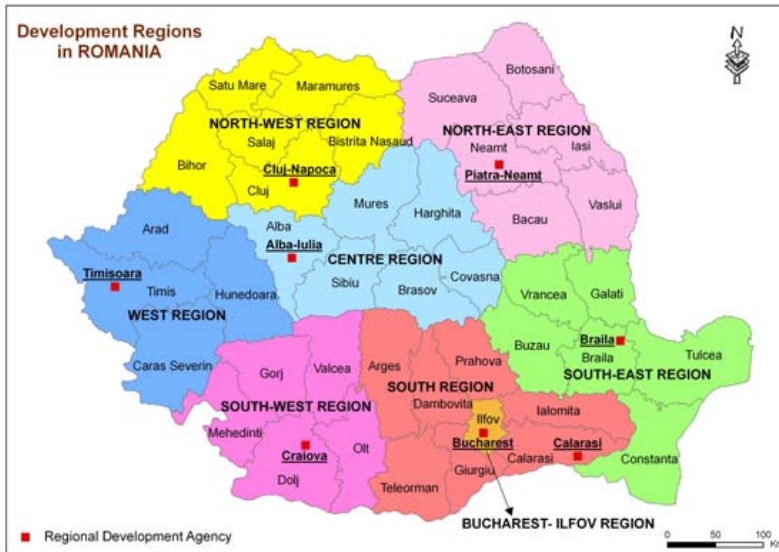 Development Regions
in ROMANIA
N
Satu Mare
Maramures
Botosani
Suceava
NORTH-WEST REGION
NORTH-EAST REGION
Salaj
Bistrita Nasaud
Neamt
Iasi
Bihor
Cluj-Napoca
Piatra-Neamt
Cluj
Mures
Vaslui
Harghita
Bacau
Arad
Alba
Alba-Iulia
CENTRE REGION
Timisoara
Covasna
Sibiu
Brasov
Timis
Hunedoara
Vrancea
Galati
WEST REGION
Buzau
Braila
Braila
Tulcea
Caras Severin
Gorj
Valcea
Arges
Prahova
SOUTH REGION
SOUTH-EAST REGION
SOUTH-WEST REGION
Dambovita
Ilfov
Ialomita
Mehedinti
Olt
Bucharest
Calarasi
Craiova
Calarasi
Constanta
Dolj
Teleorman
Giurgiu
BUCHAREST- ILFOV REGION
Regional Development Agency
0 50 100